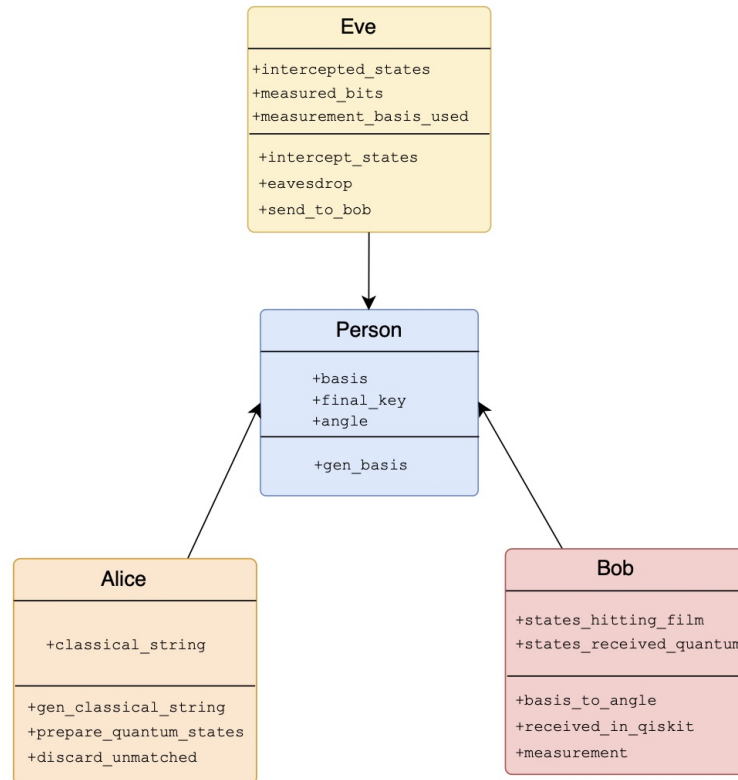 Eve
+intercepted_states
+measured_bits
+measurement_basis_used
+intercept_states
+eavesdrop
+send_to_bob
Person
+basis
+final_key
+angle
+gen_basis
Alice
+classical_string
+gen_classical_string
+prepare_quantum_states
+discard_unmatched
Bob
+states_hitting_film
+states_received_quantum
+basis_to_angle
+received_in_qiskit
+measurement